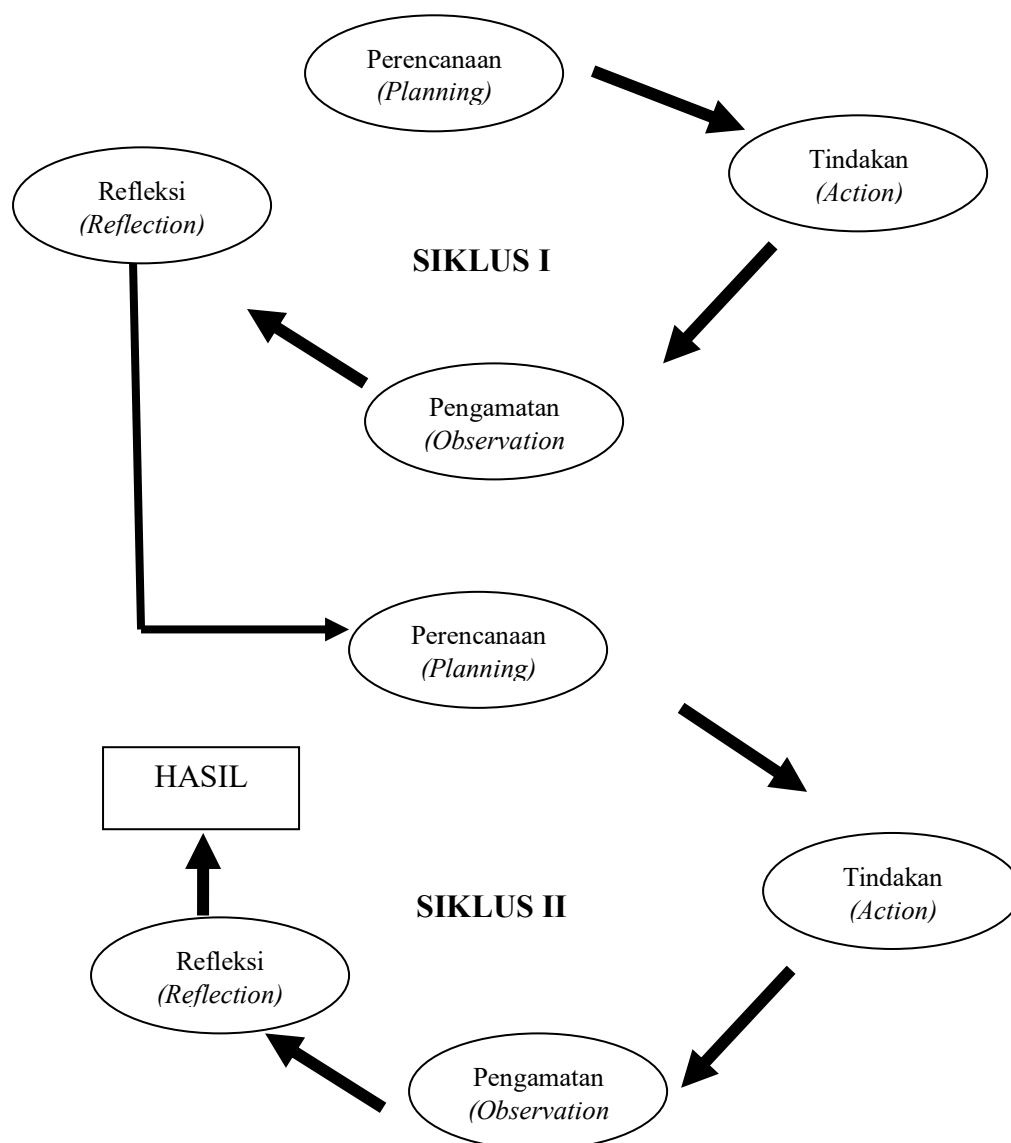 Perencanaan
(Planning)
Tindakan
(Action)
Refleksi
(Reflection)
SIKLUS I
Pengamatan
(Observation
Perencanaan
(Planning)
HASIL
Tindakan
(Action)
SIKLUS II
Refleksi
(Reflection)
Pengamatan
(Observation